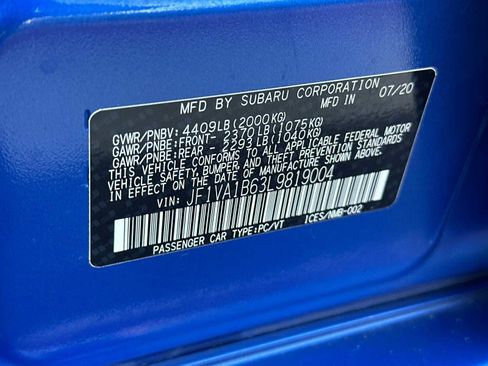 MFD BY SUBARU CORPORATION
MFD IN 07/20
GVWR/PNBV: 4409LB(2000KG)
GAWR/PNBE: FRONT- 2370LB(1075KG)
GAWR/PNBE: REAR - 2293LB(1040KG)
THIS VEHICLE CONFORMS TO ALL APPLICABLE FEDERAL MOTOR
VEHICLE SAFETY, BUMPER, AND THEFT PREVENTION STANDARDS
IN EFFECT ON THE DATE OF MANUFACTURE SHOWN ABOVE.
VIN: JF1VA1B63L9819004
PASSENGER CAR TYPE:PC/VT ICES/NMB-002